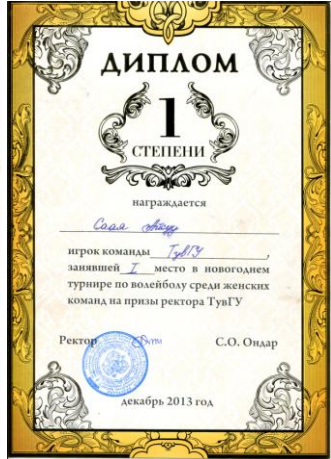 ДИПЛОМ
1
СТЕПЕНИ
награждается
Саая
игрок команды ТувГУ,
занявшей I место в новогоднем
турнире по волейболу среди женских
команд на призы ректора ТувГУ
Ректор С.О. Ондар
декабрь 2013 год